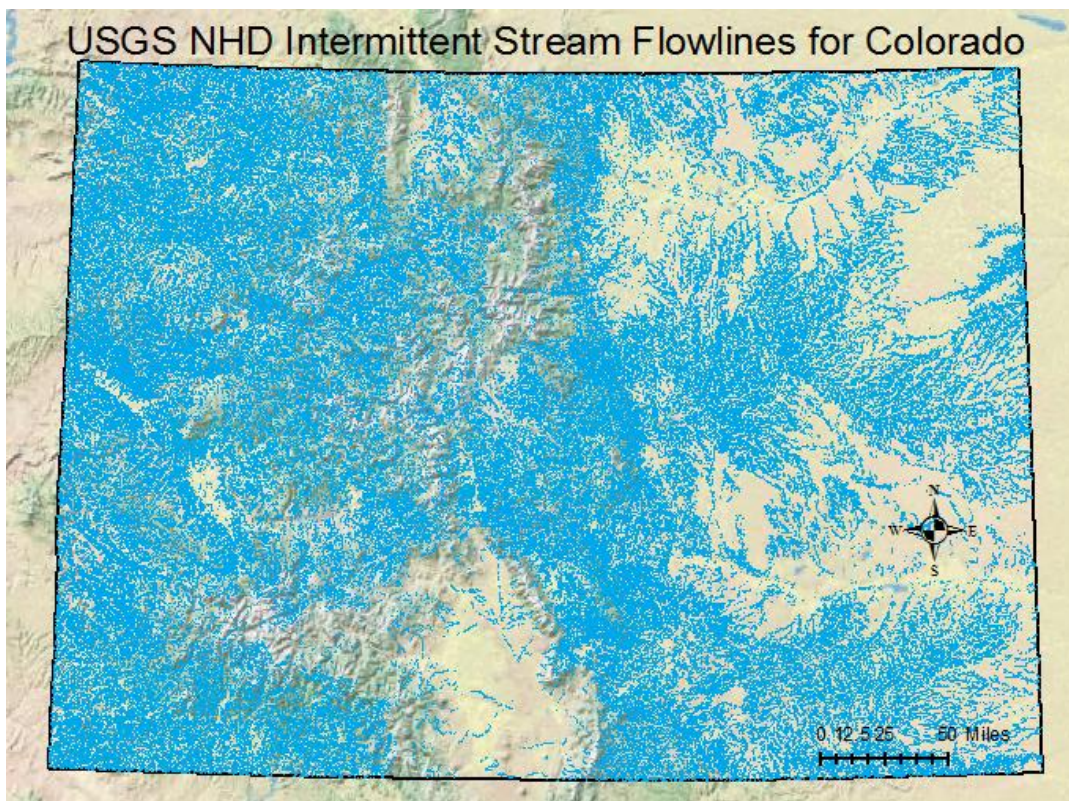 USGS NHD Intermittent Stream Flowlines for Colorado
N
W E
S
0 12.5 25 50 Miles